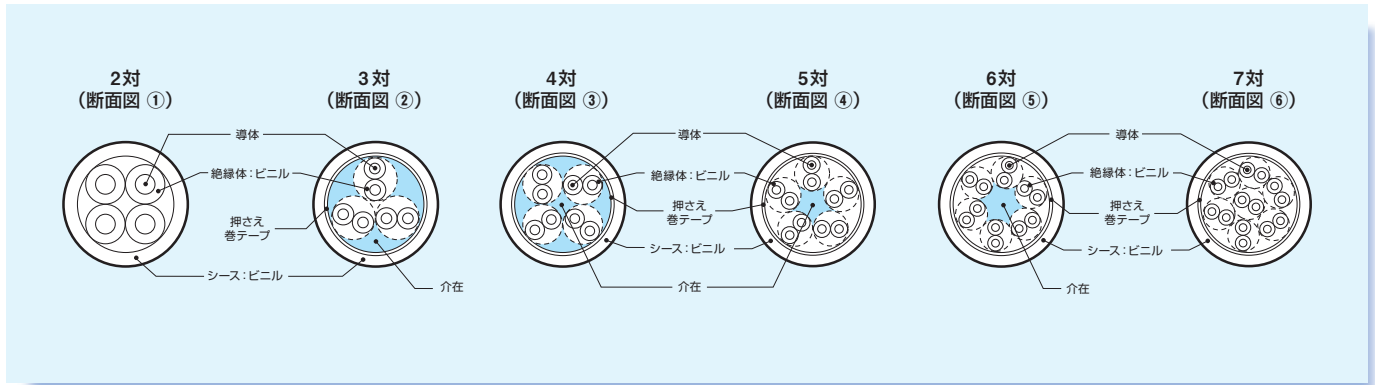 2対
(断面図 ①)
3対
(断面図 ②)
4対
(断面図 ③)
5対
(断面図 ④)
6対
(断面図 ⑤)
7対
(断面図 ⑥)
導体
絶縁体:ビニル
押さえ
巻テープ
シース:ビニル
介在
導体
絶縁体:ビニル
押さえ
巻テープ
シース:ビニル
介在
導体
絶縁体:ビニル
押さえ
巻テープ
シース:ビニル
介在